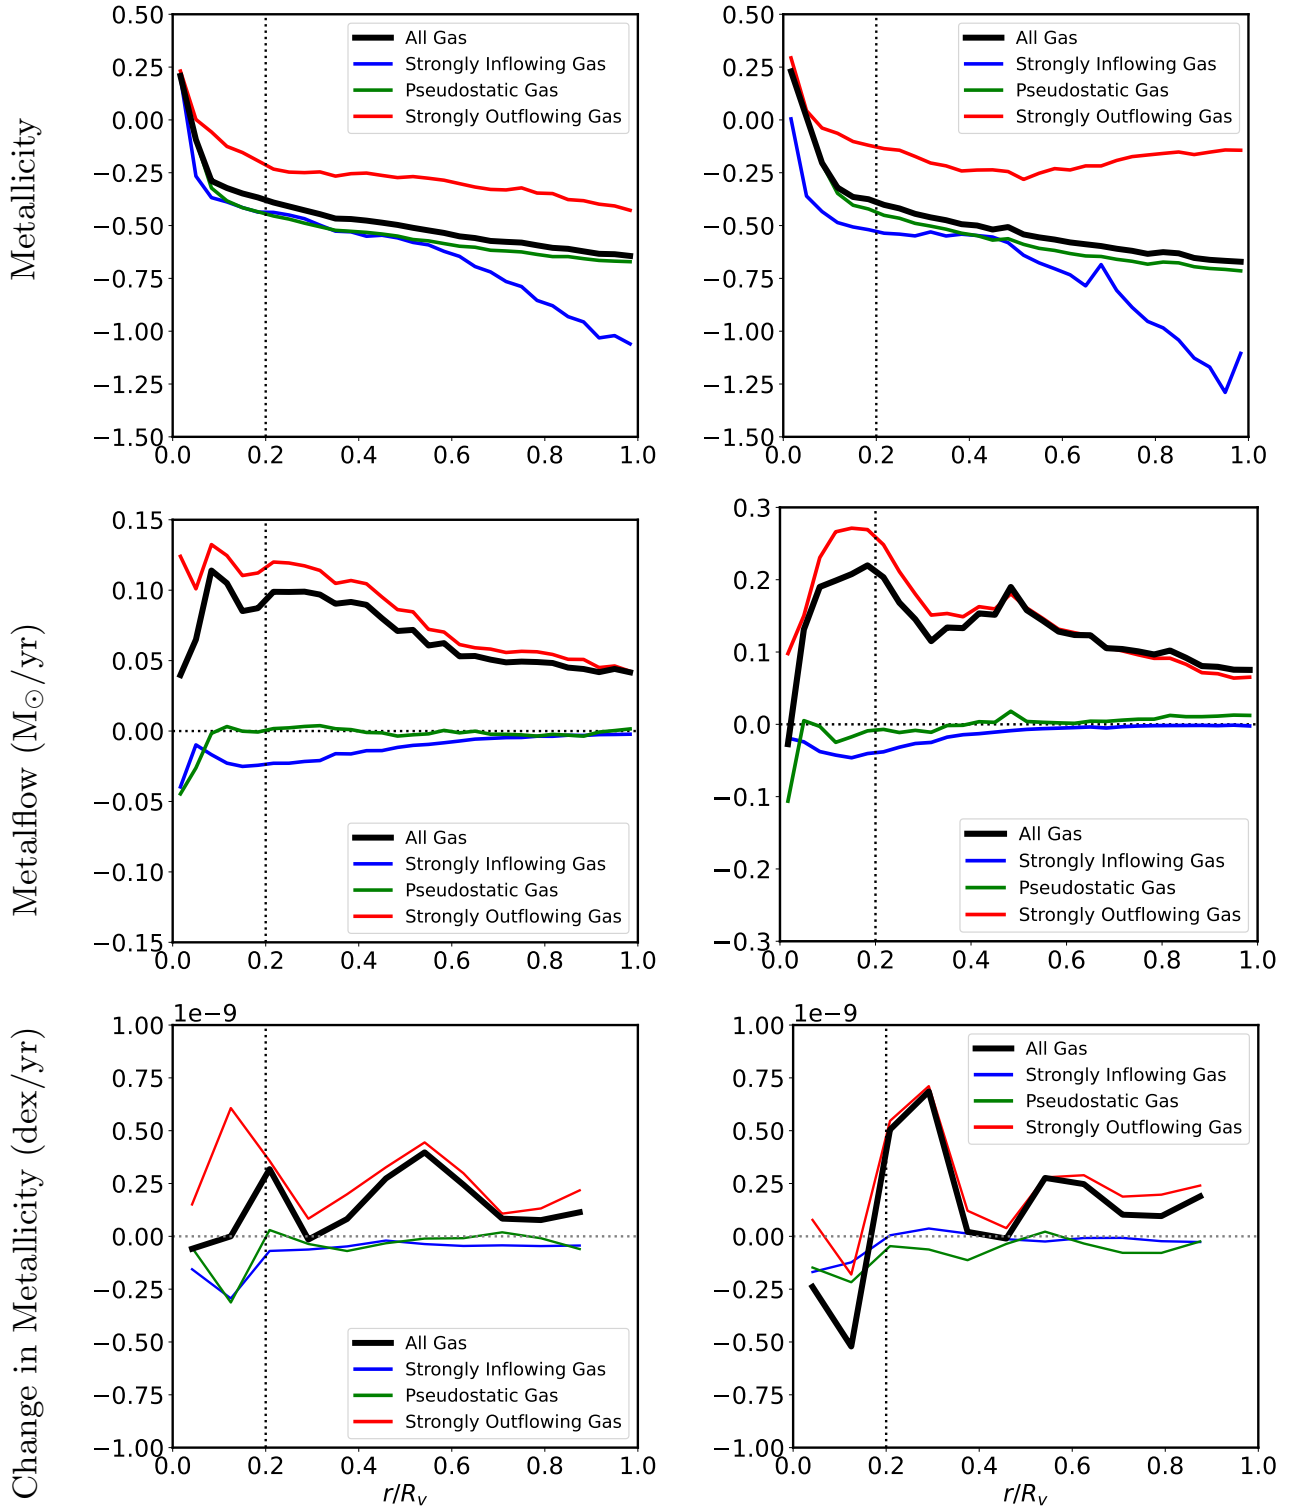 Metallicity
0.50
0.25
0.00
−0.25
−0.50
−0.75
−1.00
−1.25
−1.50
0.0 0.2 0.4 0.6 0.8 1.0
All Gas
Strongly Inflowing Gas
Pseudostatic Gas
Strongly Outflowing Gas
0.50
0.25
0.00
−0.25
−0.50
−0.75
−1.00
−1.25
−1.50
0.0 0.2 0.4 0.6 0.8 1.0
All Gas
Strongly Inflowing Gas
Pseudostatic Gas
Strongly Outflowing Gas
Metalflow (M⊙/yr)
0.15
0.10
0.05
0.00
−0.05
−0.10
−0.15
0.0 0.2 0.4 0.6 0.8 1.0
All Gas
Strongly Inflowing Gas
Pseudostatic Gas
Strongly Outflowing Gas
0.3
0.2
0.1
0.0
−0.1
−0.2
−0.3
0.0 0.2 0.4 0.6 0.8 1.0
All Gas
Strongly Inflowing Gas
Pseudostatic Gas
Strongly Outflowing Gas
Change in Metallicity (dex/yr)
1e−9
1.00
0.75
0.50
0.25
0.00
−0.25
−0.50
−0.75
−1.00
0.0 0.2 0.4 0.6 0.8 1.0
r/Rv
All Gas
Strongly Inflowing Gas
Pseudostatic Gas
Strongly Outflowing Gas
1e−9
1.00
0.75
0.50
0.25
0.00
−0.25
−0.50
−0.75
−1.00
0.0 0.2 0.4 0.6 0.8 1.0
r/Rv
All Gas
Strongly Inflowing Gas
Pseudostatic Gas
Strongly Outflowing Gas